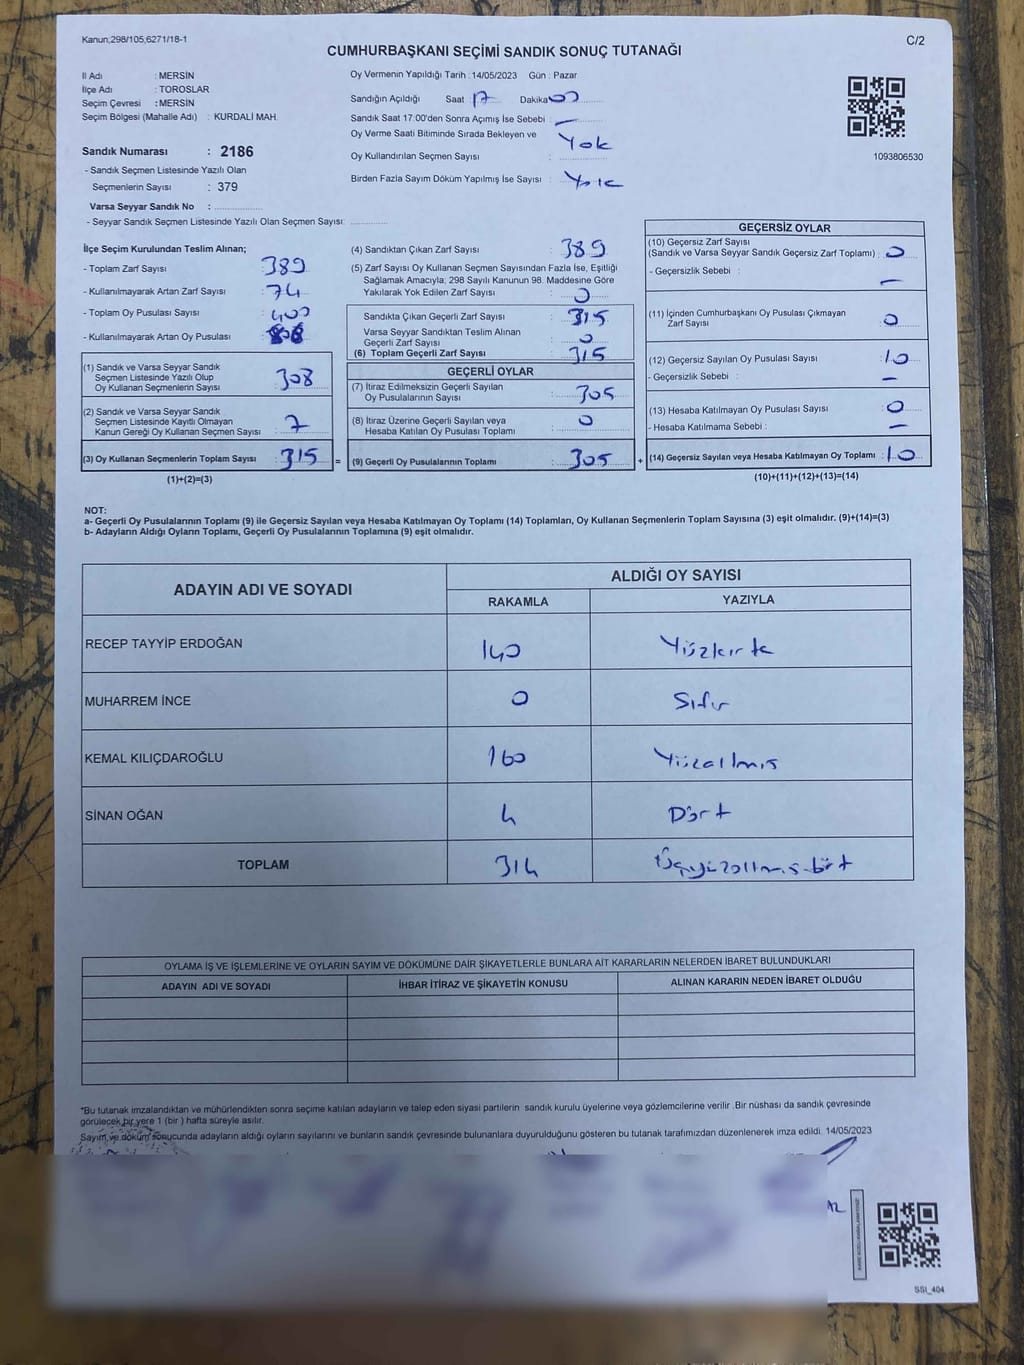 Kanun;298/105;6271/18-1
C/2
CUMHURBAŞKANI SEÇİMİ SANDIK SONUÇ TUTANAĞI
İl Adı : MERSİN
İlçe Adı : TOROSLAR
Seçim Çevresi : MERSİN
Seçim Bölgesi (Mahalle Adı) : KURDALİ MAH.
Sandık Numarası : 2186
- Sandık Seçmen Listesinde Yazılı Olan
Seçmenlerin Sayısı : 379
Varsa Seyyar Sandık No :
- Seyyar Sandık Seçmen Listesinde Yazılı Olan Seçmen Sayısı:
Oy Vermenin Yapıldığı Tarih : 14/05/2023 Gün : Pazar
Sandığın Açıldığı Saat 17 Dakika 00
Sandık Saat 17:00'den Sonra Açımış İse Sebebi : —
Oy Verme Saati Bitiminde Sırada Bekleyen ve
Oy Kullandırılan Seçmen Sayısı : Yok
Birden Fazla Sayım Döküm Yapılmış İse Sayısı : Yok
1093806530
İlçe Seçim Kurulundan Teslim Alınan;
- Toplam Zarf Sayısı : 389
- Kullanılmayarak Artan Zarf Sayısı : 74
- Toplam Oy Pusulası Sayısı : 400
- Kullanılmayarak Artan Oy Pusulası :
(1) Sandık ve Varsa Seyyar Sandık
Seçmen Listesinde Yazılı Olup
Oy Kullanan Seçmenlerin Sayısı : 308
(2) Sandık ve Varsa Seyyar Sandık
Seçmen Listesinde Kayıtlı Olmayan
Kanun Gereği Oy Kullanan Seçmen Sayısı : 7
(3) Oy Kullanan Seçmenlerin Toplam Sayısı : 315
(1)+(2)=(3)
=
(4) Sandıktan Çıkan Zarf Sayısı : 389
(5) Zarf Sayısı Oy Kullanan Seçmen Sayısından Fazla İse, Eşitliği
Sağlamak Amacıyla; 298 Sayılı Kanunun 98. Maddesine Göre
Yakılarak Yok Edilen Zarf Sayısı : 0
Sandıkta Çıkan Geçerli Zarf Sayısı : 315
Varsa Seyyar Sandıktan Teslim Alınan
Geçerli Zarf Sayısı : 0
(6) Toplam Geçerli Zarf Sayısı : 315
GEÇERLİ OYLAR
(7) İtiraz Edilmeksizin Geçerli Sayılan
Oy Pusulalarının Sayısı : 305
(8) İtiraz Üzerine Geçerli Sayılan veya
Hesaba Katılan Oy Pusulası Toplamı : 0
(9) Geçerli Oy Pusulalarının Toplamı : 305
+
GEÇERSİZ OYLAR
(10) Geçersiz Zarf Sayısı
(Sandık ve Varsa Seyyar Sandık Geçersiz Zarf Toplamı) : 0
- Geçersizlik Sebebi : —
(11) İçinden Cumhurbaşkanı Oy Pusulası Çıkmayan
Zarf Sayısı : 0
(12) Geçersiz Sayılan Oy Pusulası Sayısı : 10
- Geçersizlik Sebebi : —
(13) Hesaba Katılmayan Oy Pusulası Sayısı : 0
- Hesaba Katılmama Sebebi : —
(14) Geçersiz Sayılan veya Hesaba Katılmayan Oy Toplamı : 10
(10)+(11)+(12)+(13)=(14)
NOT:
a- Geçerli Oy Pusulalarının Toplamı (9) ile Geçersiz Sayılan veya Hesaba Katılmayan Oy Toplamı (14) Toplamları, Oy Kullanan Seçmenlerin Toplam Sayısına (3) eşit olmalıdır. (9)+(14)=(3)
b- Adayların Aldığı Oyların Toplamı, Geçerli Oy Pusulalarının Toplamına (9) eşit olmalıdır.
ADAYIN ADI VE SOYADI
ALDIĞI OY SAYISI
RAKAMLA YAZIYLA
RECEP TAYYİP ERDOĞAN 140 Yüzkırk
MUHARREM İNCE 0 Sıfır
KEMAL KILIÇDAROĞLU 160 Yüzaltmış
SİNAN OĞAN 4 Dört
TOPLAM 314
OYLAMA İŞ VE İŞLEMLERİNE VE OYLARIN SAYIM VE DÖKÜMÜNE DAİR ŞİKAYETLERLE BUNLARA AİT KARARLARIN NELERDEN İBARET BULUNDUKLARI
ADAYIN ADI VE SOYADI İHBAR İTİRAZ VE ŞİKAYETİN KONUSU ALINAN KARARIN NEDEN İBARET OLDUĞU
*Bu tutanak imzalandıktan ve mühürlendikten sonra seçime katılan adayların ve talep eden siyasi partilerin sandık kurulu üyelerine veya gözlemcilerine verilir .Bir nüshası da sandık çevresinde
görülecek bir yere 1 (bir ) hafta süreyle asılır.
Sayım ve döküm sonucunda adayların aldığı oyların sayılarını ve bunların sandık çevresinde bulunanlara duyurulduğunu gösteren bu tutanak tarafımızdan düzenlenerek imza edildi. 14/05/2023
SSI_404